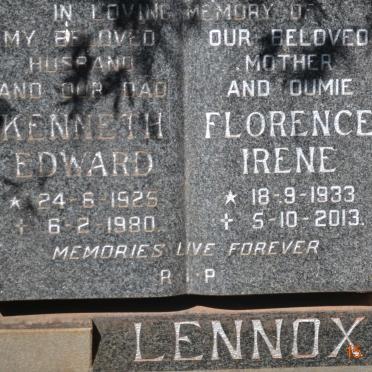 IN LOVING MEMORY OF
MY BELOVED
HUSBAND
AND OUR DAD
KENNETH
EDWARD
★ 24-6-1925
✝ 6-2-1980.
OUR BELOVED
MOTHER
AND OUMIE
FLORENCE
IRENE
★ 18-9-1933
✝ 5-10-2013.
MEMORIES LIVE FOREVER
R.I.P
LENNOX